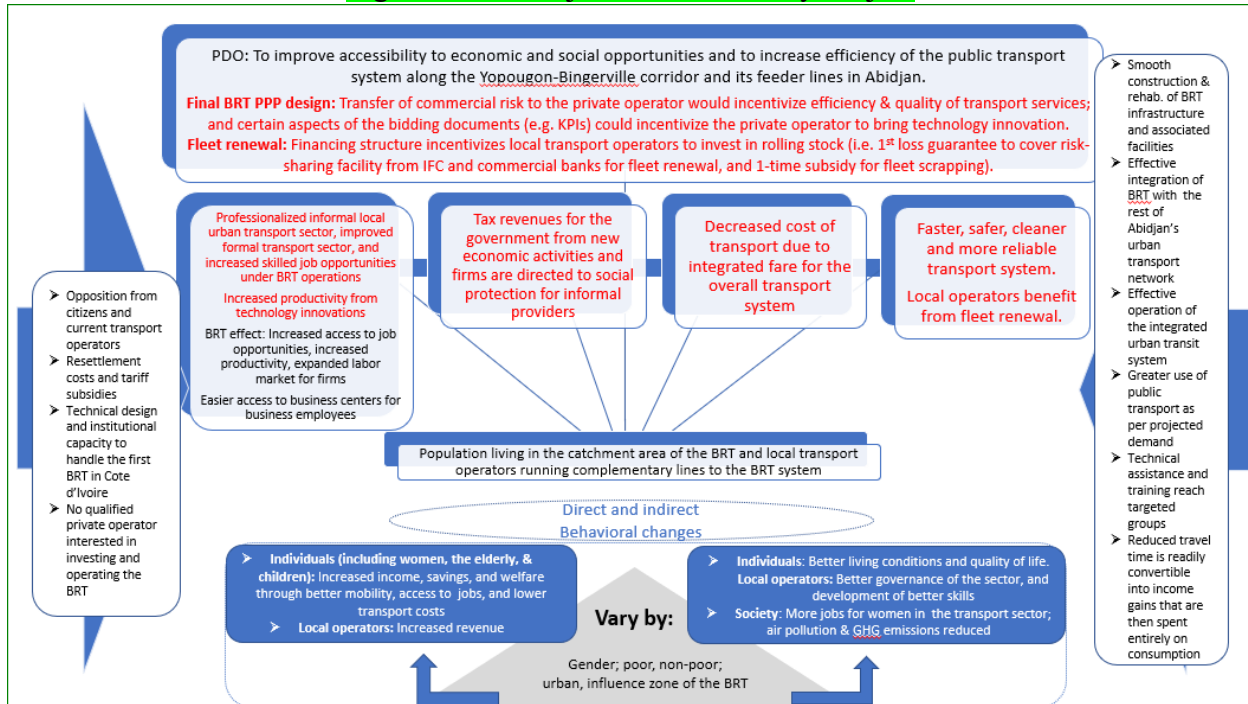 PDO: To improve accessibility to economic and social opportunities and to increase efficiency of the public transport
system along the Yopougon-Bingerville corridor and its feeder lines in Abidjan.
Final BRT PPP design: Transfer of commercial risk to the private operator would incentivize efficiency & quality of transport services;
and certain aspects of the bidding documents (e.g. KPIs) could incentivize the private operator to bring technology innovation.
Fleet renewal: Financing structure incentivizes local transport operators to invest in rolling stock (i.e. 1st loss guarantee to cover risk-
sharing facility from IFC and commercial banks for fleet renewal, and 1-time subsidy for fleet scrapping).
Professionalized informal local
urban transport sector, improved
formal transport sector, and
increased skilled job opportunities
under BRT operations
Increased productivity from
technology innovations
BRT effect: Increased access to job
opportunities, increased
productivity, expanded labor
market for firms
Easier access to business centers for
business employees
Tax revenues for the
government from new
economic activities and
firms are directed to social
protection for informal
providers
Decreased cost of
transport due to
integrated fare for the
overall transport
system
Faster, safer, cleaner
and more reliable
transport system.
Local operators benefit
from fleet renewal.
➢ Opposition from
citizens and
current transport
operators
➢ Resettlement
costs and tariff
subsidies
➢ Technical design
and institutional
capacity to
handle the first
BRT in Cote
d'Ivoire
➢ No qualified
private operator
interested in
investing and
operating the
BRT
➢ Smooth
construction &
rehab. of BRT
infrastructure
and associated
facilities
➢ Effective
integration of
BRT with the
rest of
Abidjan's
urban
transport
network
➢ Effective
operation of
the integrated
urban transit
system
➢ Greater use of
public
transport as
per projected
demand
➢ Technical
assistance and
training reach
targeted
groups
➢ Reduced travel
time is readily
convertible
into income
gains that are
then spent
entirely on
consumption
Population living in the catchment area of the BRT and local transport
operators running complementary lines to the BRT system
Direct and indirect
Behavioral changes
➢ Individuals (including women, the elderly, &
children): Increased income, savings, and welfare
through better mobility, access to jobs, and lower
transport costs
➢ Local operators: Increased revenue
➢ Individuals: Better living conditions and quality of life.
Local operators: Better governance of the sector, and
development of better skills
➢ Society: More jobs for women in the transport sector;
air pollution & GHG emissions reduced
Vary by:
Gender; poor, non-poor;
urban, influence zone of the BRT